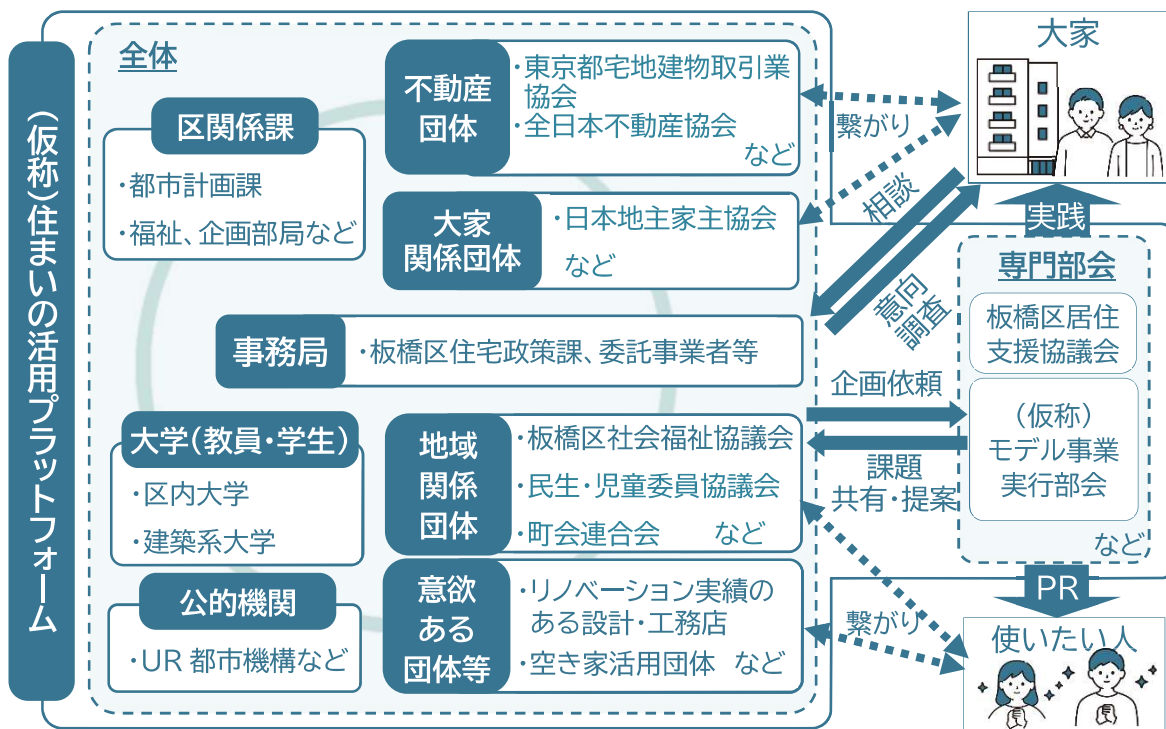 (仮称)住まいの活用プラットフォーム
全体
区関係課
・都市計画課
・福祉、企画部局など
不動産
団体
・東京都宅地建物取引業
協会
・全日本不動産協会
など
大家
関係団体
・日本地主家主協会
など
事務局
・板橋区住宅政策課、委託事業者等
大学(教員・学生)
・区内大学
・建築系大学
地域
関係
団体
・板橋区社会福祉協議会
・民生・児童委員協議会
・町会連合会 など
公的機関
・UR都市機構など
意欲
ある
団体等
・リノベーション実績の
ある設計・工務店
・空き家活用団体 など
大家
繋がり
相談
意向
調査
実践
専門部会
板橋区居住
支援協議会
(仮称)
モデル事業
実行部会
など
企画依頼
課題
共有・提案
PR
繋がり
使いたい人